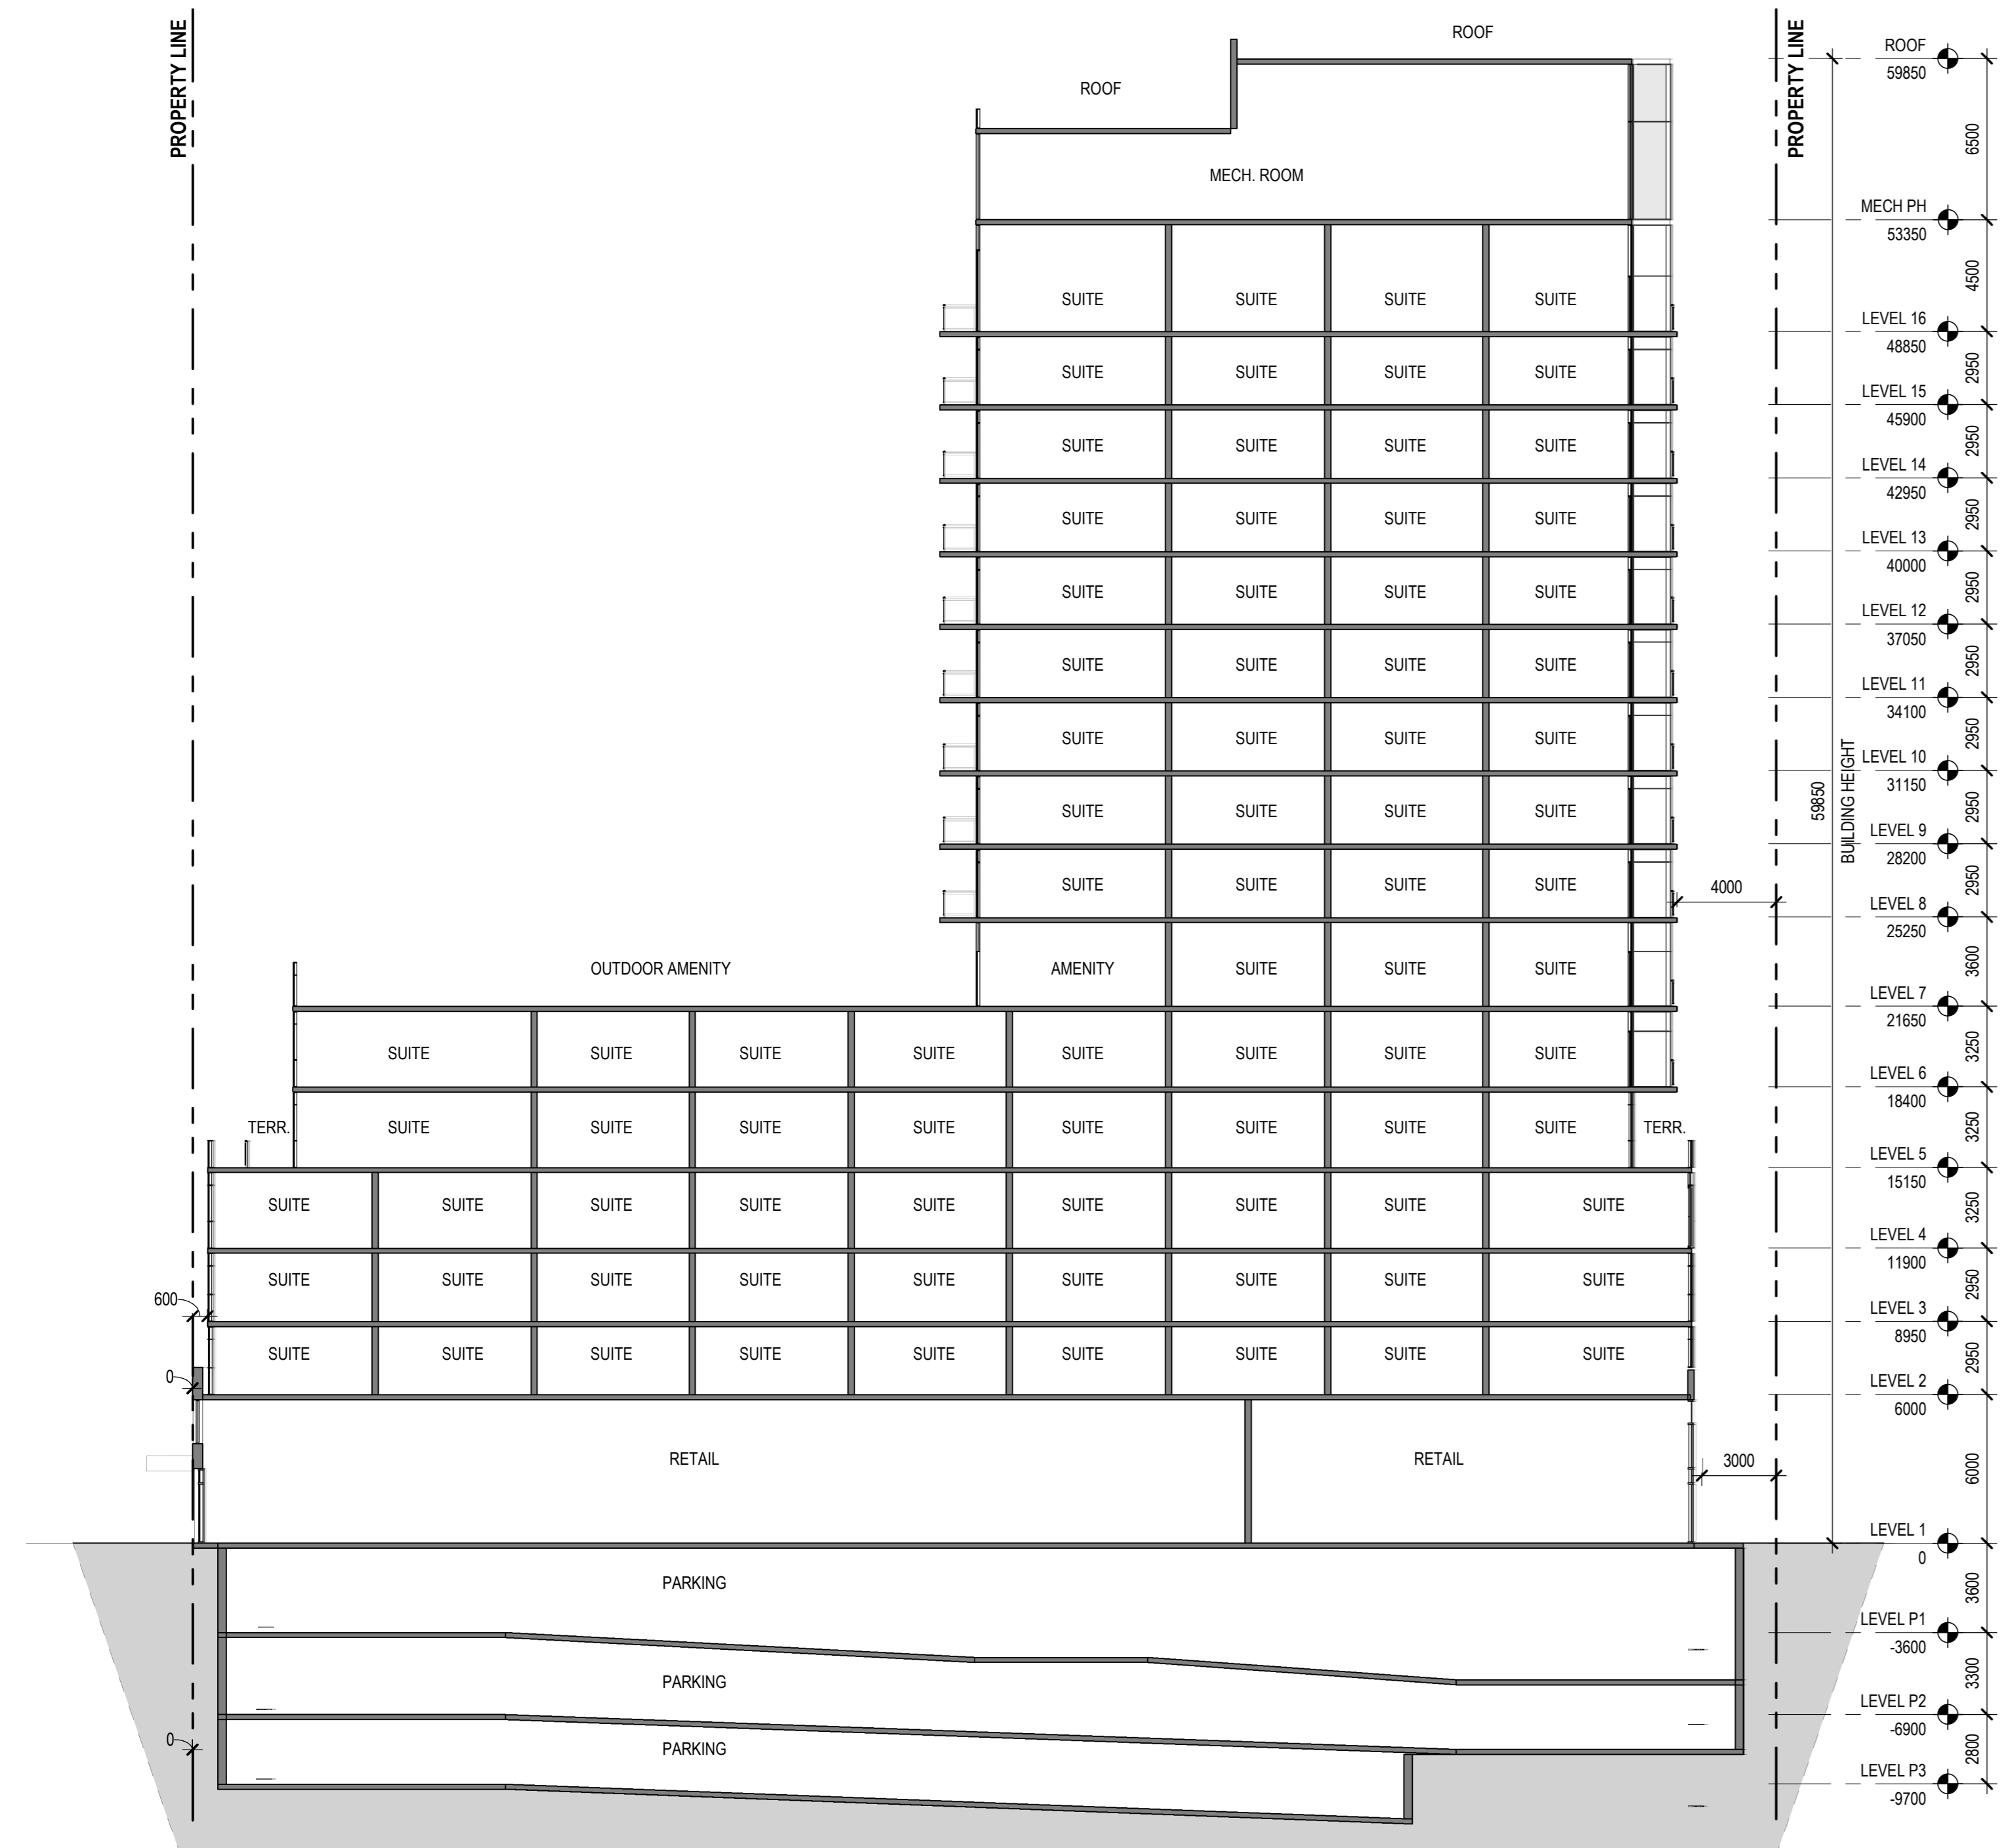 PROPERTY LINE
PROPERTY LINE
ROOF
ROOF
ROOF
59850
6500
MECH. ROOM
MECH PH
53350
4500
SUITE SUITE SUITE SUITE
LEVEL 16
48850
2950
SUITE SUITE SUITE SUITE
LEVEL 15
45900
2950
SUITE SUITE SUITE SUITE
LEVEL 14
42950
2950
SUITE SUITE SUITE SUITE
LEVEL 13
40000
2950
SUITE SUITE SUITE SUITE
LEVEL 12
37050
2950
SUITE SUITE SUITE SUITE
LEVEL 11
34100
2950
SUITE SUITE SUITE SUITE
LEVEL 10
31150
59850
BUILDING HEIGHT
2950
SUITE SUITE SUITE SUITE
LEVEL 9
28200
2950
SUITE SUITE SUITE SUITE
4000
LEVEL 8
25250
3600
OUTDOOR AMENITY AMENITY SUITE SUITE SUITE
LEVEL 7
21650
3250
SUITE SUITE SUITE SUITE SUITE SUITE SUITE SUITE
LEVEL 6
18400
3250
TERR. SUITE SUITE SUITE SUITE SUITE SUITE SUITE SUITE TERR.
LEVEL 5
15150
3250
SUITE SUITE SUITE SUITE SUITE SUITE SUITE SUITE SUITE
LEVEL 4
11900
2950
SUITE SUITE SUITE SUITE SUITE SUITE SUITE SUITE SUITE
600
LEVEL 3
8950
2950
SUITE SUITE SUITE SUITE SUITE SUITE SUITE SUITE SUITE
0
LEVEL 2
6000
6000
RETAIL RETAIL
3000
LEVEL 1
0
3600
PARKING
LEVEL P1
-3600
3300
PARKING
LEVEL P2
-6900
2800
0
PARKING
LEVEL P3
-9700